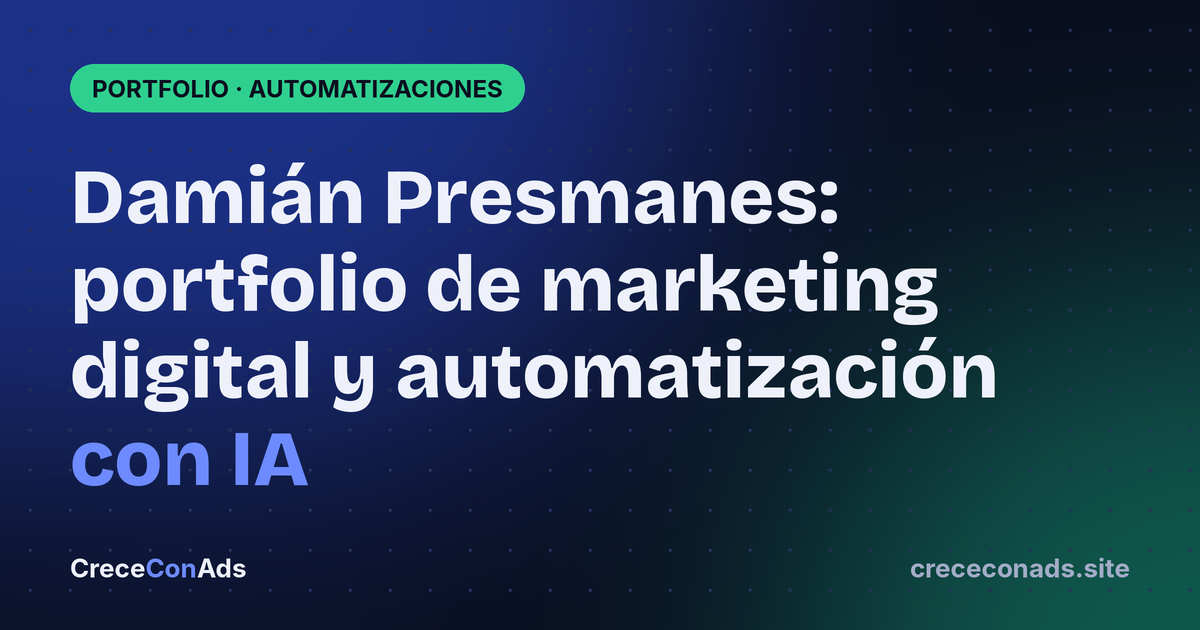 PORTFOLIO · AUTOMATIZACIONES
Damián Presmanes:
portfolio de marketing
digital y automatización
con IA
CreceConAds
crececonads.site